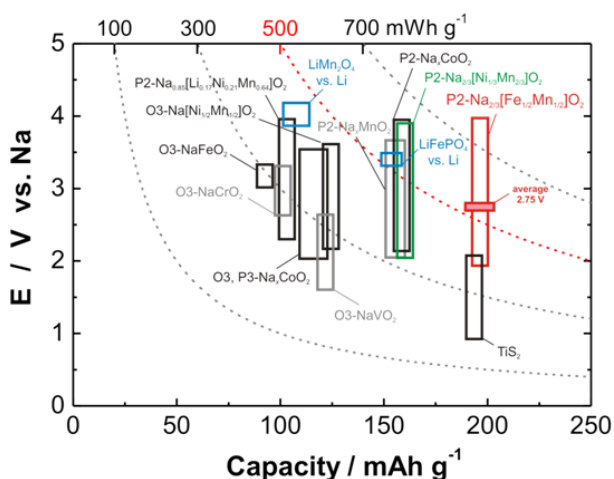 100 300 500 700 mWh g⁻¹
5
4
3
2
1
0
E / V vs. Na
LiMn₂O₄
vs. Li
P2-NaₓCoO₂
P2-Na₀.₈₅[Li₀.₁₇Ni₀.₂₁Mn₀.₆₄]O₂
P2-Na₂/₃[Ni₁/₃Mn₂/₃]O₂
O3-Na[Ni₁/₂Mn₁/₂]O₂
P2-Na₂/₃[Fe₁/₂Mn₁/₂]O₂
P2-NaₓMnO₂
LiFePO₄
vs. Li
O3-NaFeO₂
O3-NaCrO₂
average
2.75 V
O3, P3-NaₓCoO₂
O3-NaVO₂
TiS₂
0 50 100 150 200 250
Capacity / mAh g⁻¹